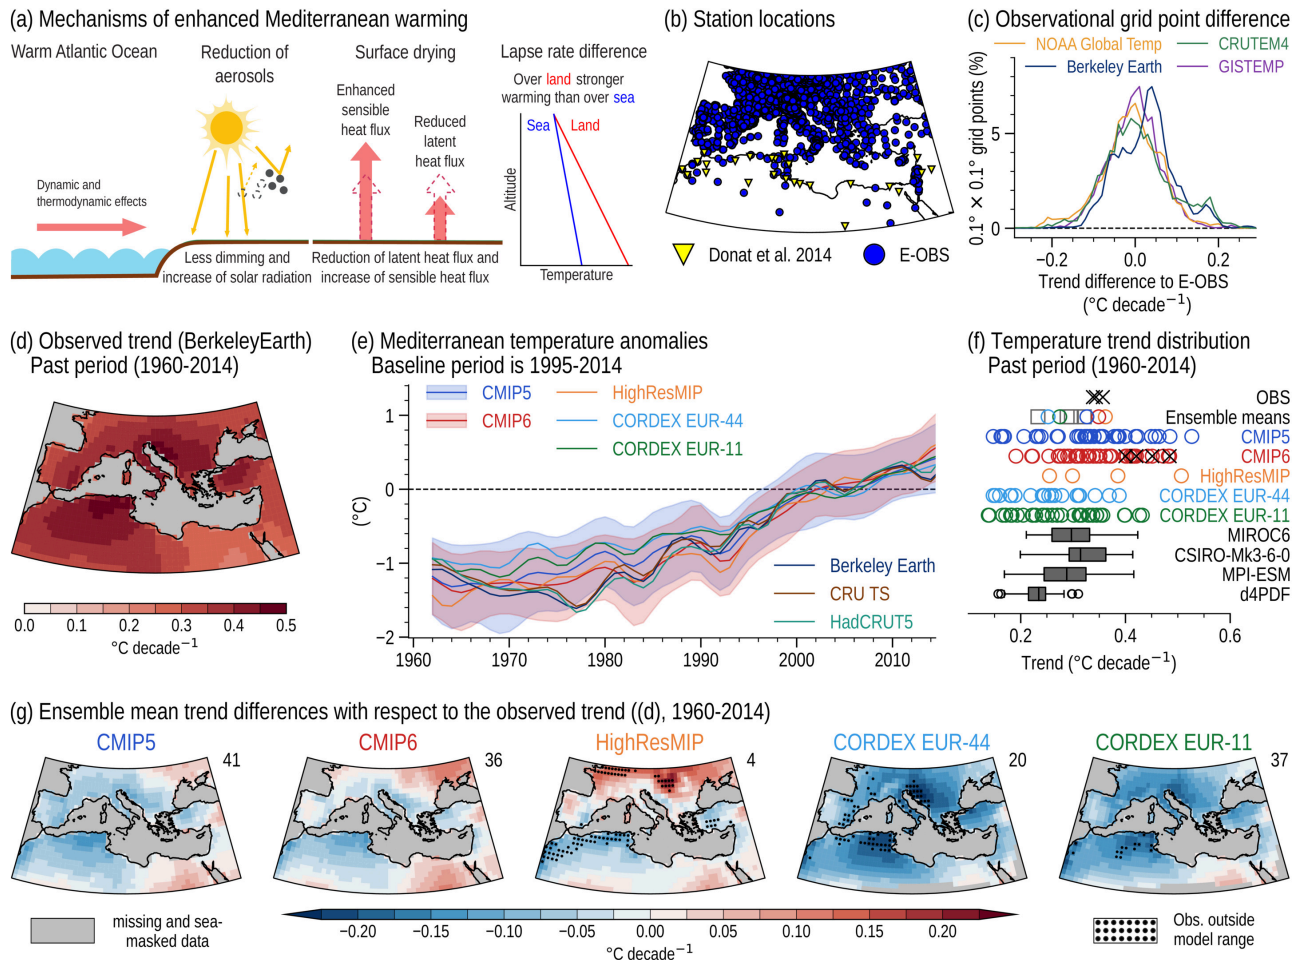 (a) Mechanisms of enhanced Mediterranean warming
Warm Atlantic Ocean
Reduction of
aerosols
Surface drying
Lapse rate difference
Over land stronger
warming than over sea
Enhanced
sensible
heat flux
Reduced
latent
heat flux
Sea
Land
Altitude
Dynamic and
thermodynamic effects
Less dimming and
increase of solar radiation
Reduction of latent heat flux and
increase of sensible heat flux
Temperature
(b) Station locations
Donat et al. 2014
E-OBS
(c) Observational grid point difference
NOAA Global Temp
CRUTEM4
Berkeley Earth
GISTEMP
0.1° × 0.1° grid points (%)
5
0
−0.2
0.0
0.2
Trend difference to E-OBS
(°C decade−1)
(d) Observed trend (BerkeleyEarth)
Past period (1960-2014)
0.0
0.1
0.2
0.3
0.4
0.5
°C decade−1
(e) Mediterranean temperature anomalies
Baseline period is 1995-2014
CMIP5
HighResMIP
CMIP6
CORDEX EUR-44
CORDEX EUR-11
1
0
−1
−2
(°C)
Berkeley Earth
CRU TS
HadCRUT5
1960
1970
1980
1990
2000
2010
(f) Temperature trend distribution
Past period (1960-2014)
OBS
Ensemble means
CMIP5
CMIP6
HighResMIP
CORDEX EUR-44
CORDEX EUR-11
MIROC6
CSIRO-Mk3-6-0
MPI-ESM
d4PDF
0.2
0.4
0.6
Trend (°C decade−1)
(g) Ensemble mean trend differences with respect to the observed trend ((d), 1960-2014)
CMIP5
41
CMIP6
36
HighResMIP
4
CORDEX EUR-44
20
CORDEX EUR-11
37
missing and sea-
masked data
−0.20
−0.15
−0.10
−0.05
0.00
0.05
0.10
0.15
0.20
°C decade−1
Obs. outside
model range